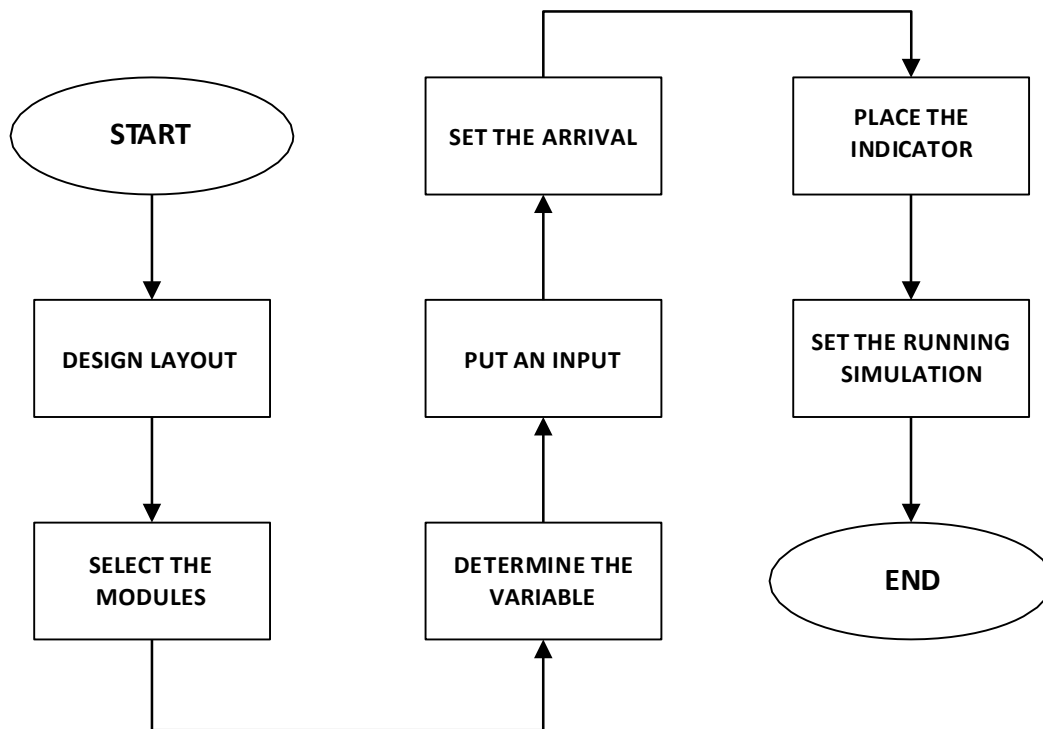 START
DESIGN LAYOUT
SELECT THE
MODULES
DETERMINE THE
VARIABLE
PUT AN INPUT
SET THE ARRIVAL
PLACE THE
INDICATOR
SET THE RUNNING
SIMULATION
END